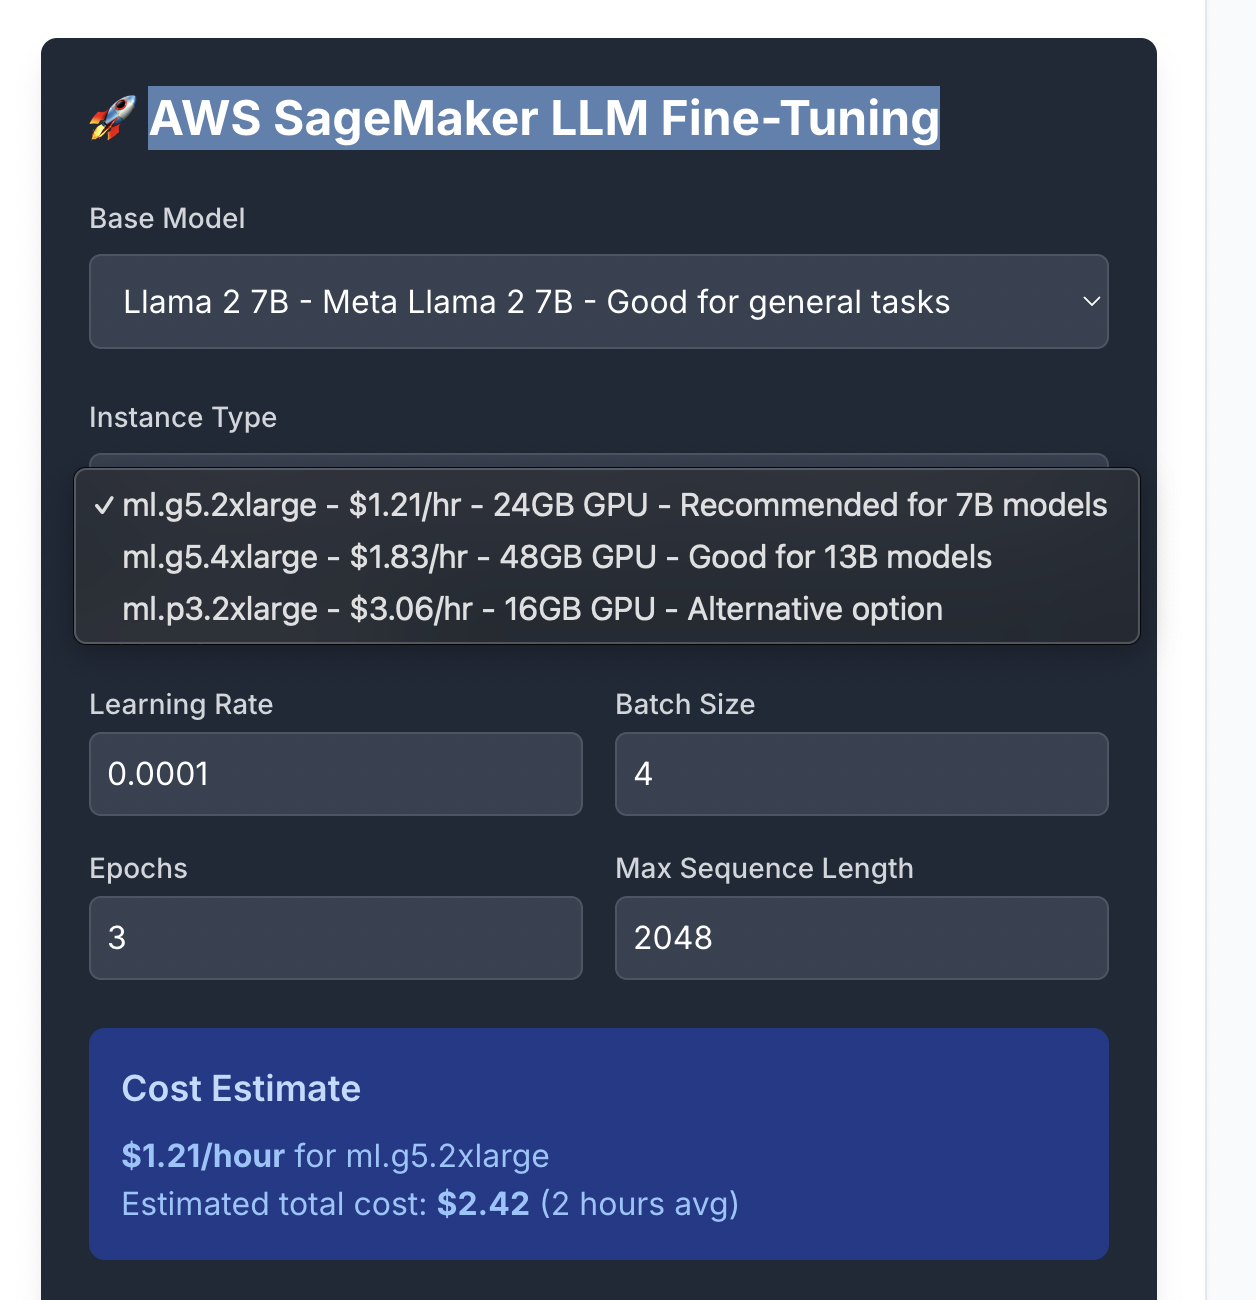 🚀 AWS SageMaker LLM Fine-Tuning
Base Model
Llama 2 7B - Meta Llama 2 7B - Good for general tasks
Instance Type
✓ ml.g5.2xlarge - $1.21/hr - 24GB GPU - Recommended for 7B models
ml.g5.4xlarge - $1.83/hr - 48GB GPU - Good for 13B models
ml.p3.2xlarge - $3.06/hr - 16GB GPU - Alternative option
Learning Rate
0.0001
Batch Size
4
Epochs
3
Max Sequence Length
2048
Cost Estimate
$1.21/hour for ml.g5.2xlarge
Estimated total cost: $2.42 (2 hours avg)